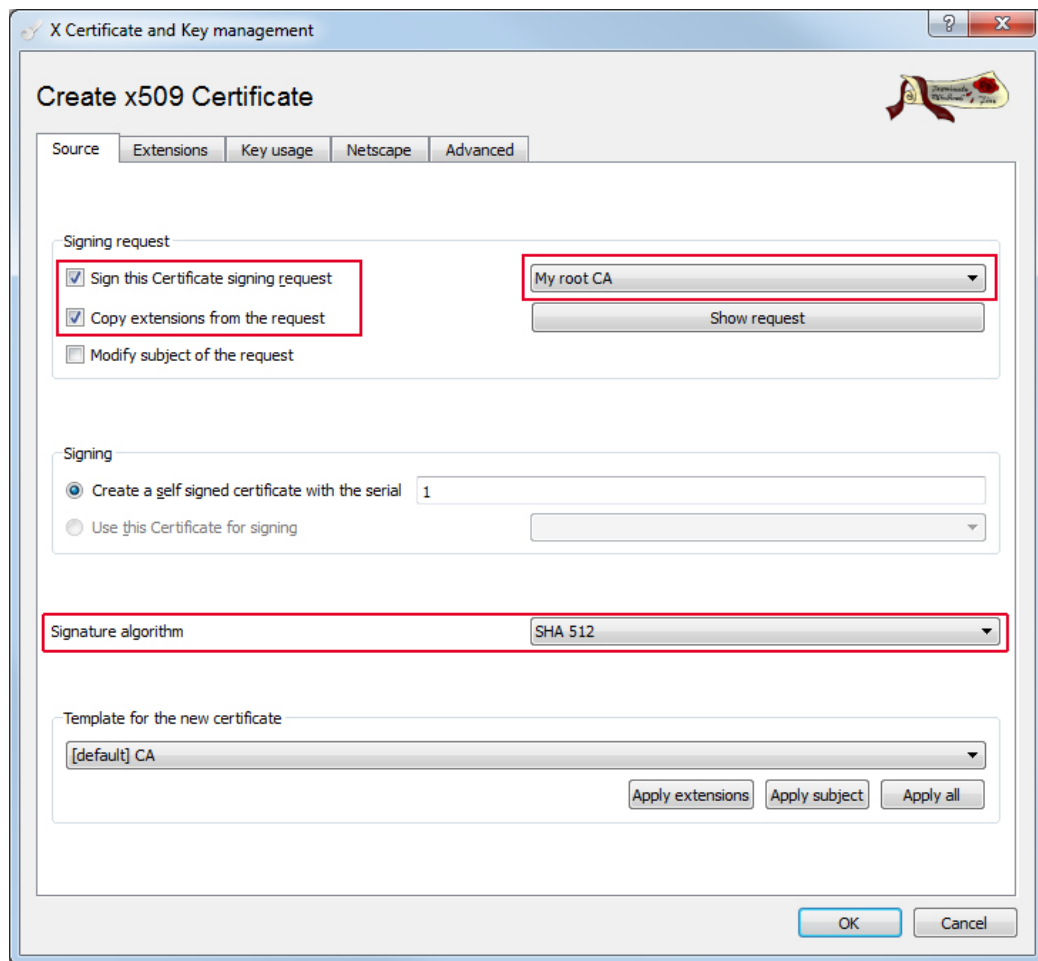 X Certificate and Key management
?
X
Create x509 Certificate
Source Extensions Key usage Netscape Advanced
Signing request
Sign this Certificate signing request My root CA
Copy extensions from the request Show request
Modify subject of the request
Signing
Create a self signed certificate with the serial 1
Use this Certificate for signing
Signature algorithm SHA 512
Template for the new certificate
[default] CA
Apply extensions Apply subject Apply all
OK Cancel